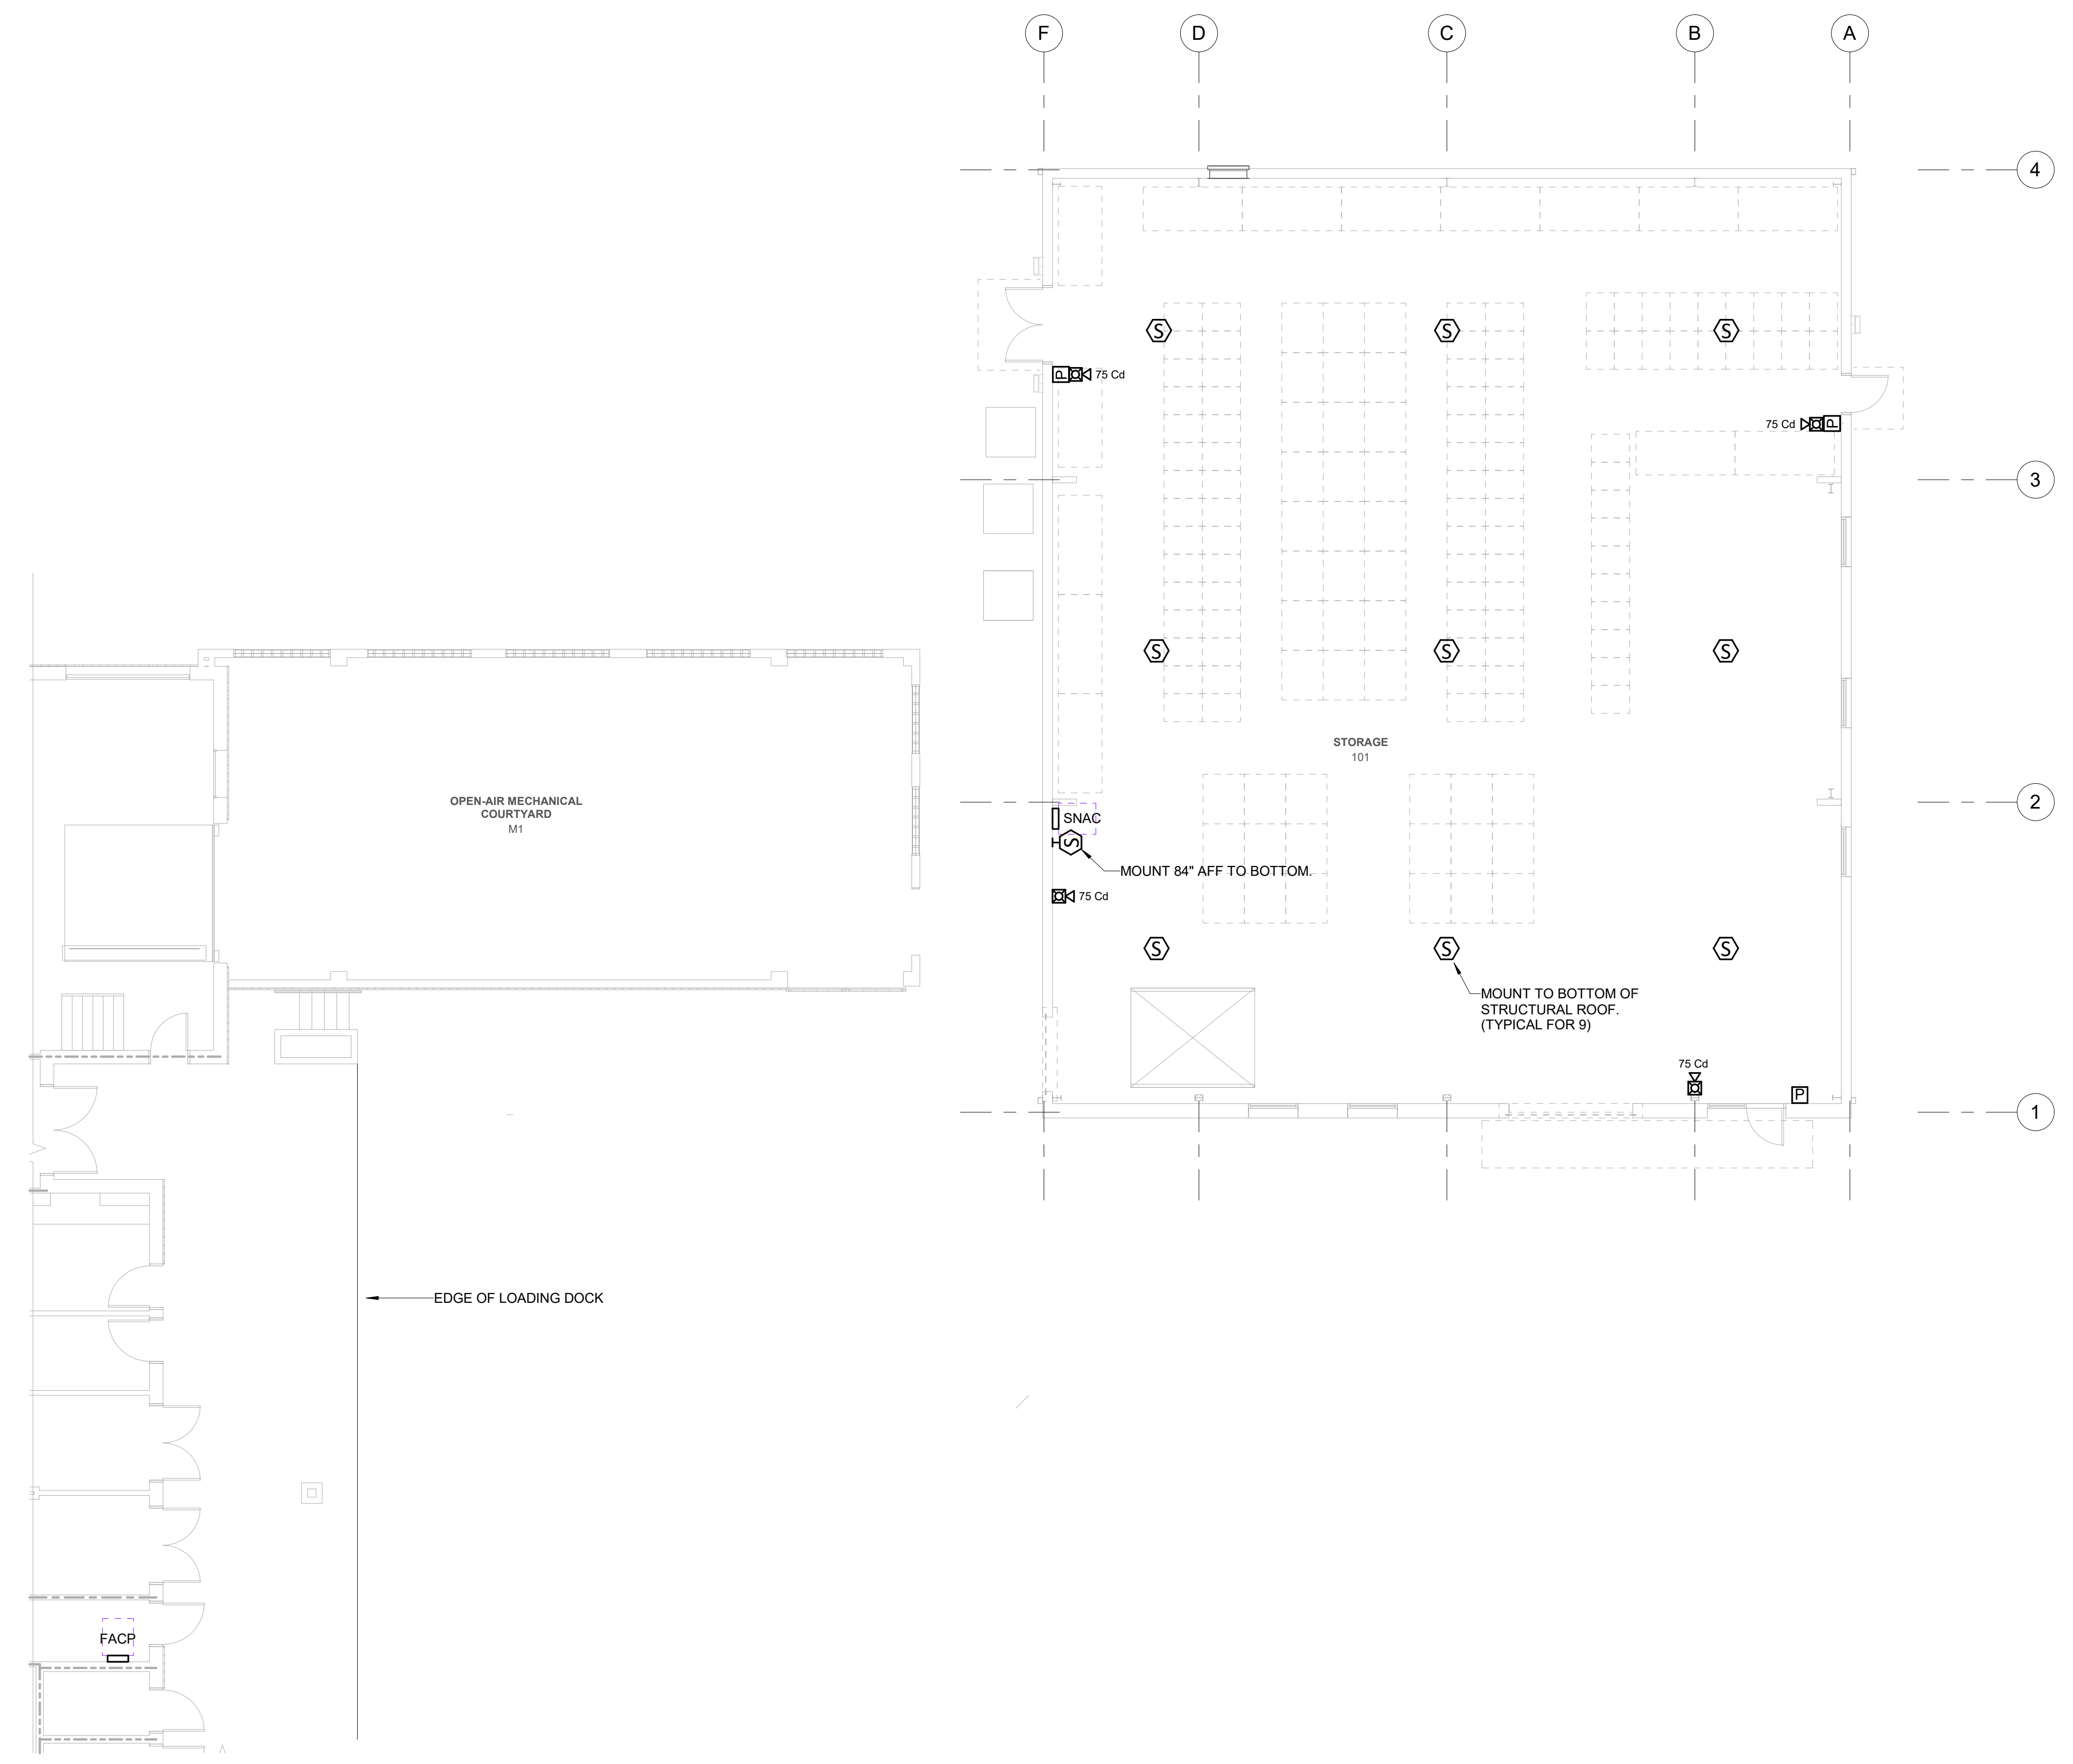 F
D
C
B
A
4
S
S
S
P
75 Cd
75 Cd
P
3
S
S
S
STORAGE
101
OPEN-AIR MECHANICAL
COURTYARD
M1
2
SNAC
S
MOUNT 84" AFF TO BOTTOM.
75 Cd
S
S
S
MOUNT TO BOTTOM OF
STRUCTURAL ROOF.
(TYPICAL FOR 9)
75 Cd
P
1
EDGE OF LOADING DOCK
FACP